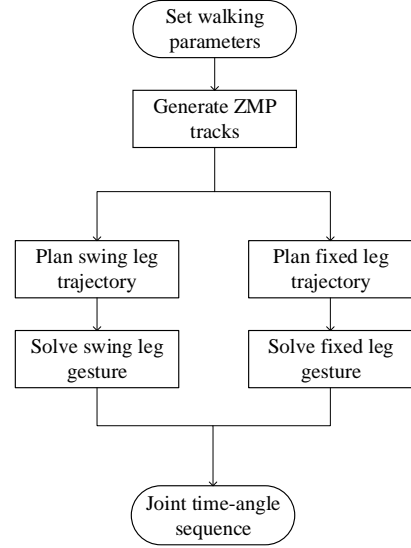 Set walking
parameters
Generate ZMP
tracks
Plan swing leg
trajectory
Plan fixed leg
trajectory
Solve swing leg
gesture
Solve fixed leg
gesture
Joint time-angle
sequence